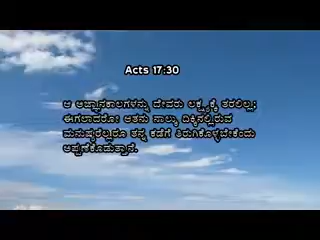 Acts 17:30
ಆ ಅಜ್ಞಾನಕಾಲಗಳನ್ನು ದೇವರು ಲಕ್ಷ್ಯಕ್ಕೆ ತರಲಿಲ್ಲ;
ಈಗಲಾದರೋ ಆತನು ನಾಲ್ಕು ದಿಕ್ಕಿನಲ್ಲಿರುವ
ಮನುಷ್ಯರೆಲ್ಲರೂ ತನ್ನ ಕಡೆಗೆ ತಿರುಗಿಕೊಳ್ಳಬೇಕೆಂದು
ಅಪ್ಪಣೆಕೊಡುತ್ತಾನೆ.